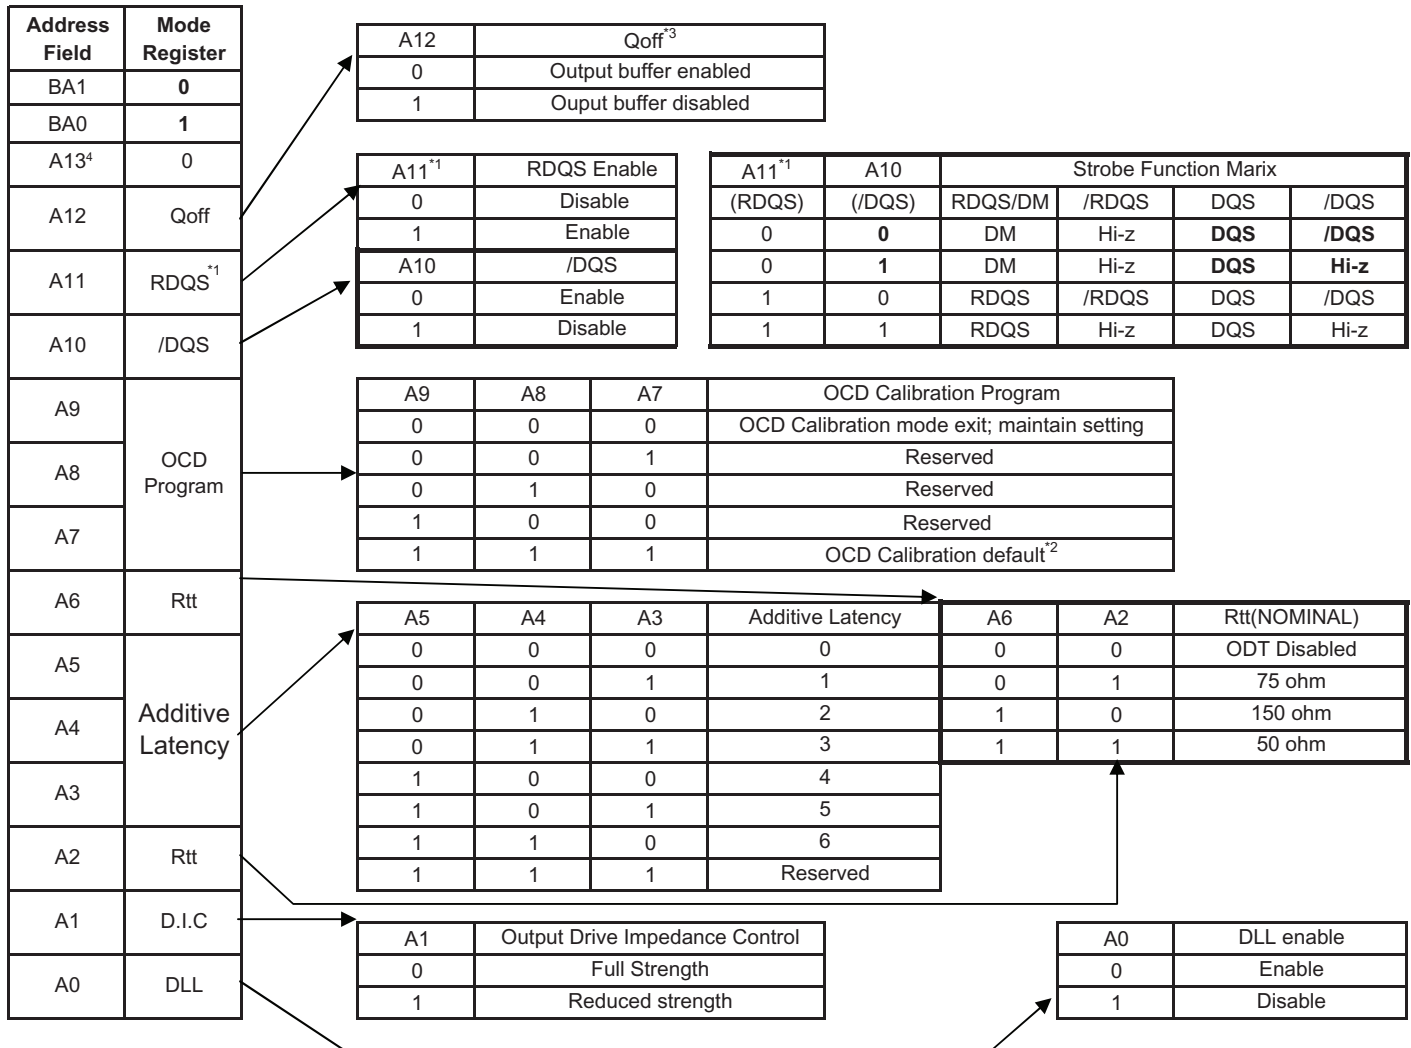 Address Field Mode Register
BA1 0
BA0 1
A13⁴ 0
A12 Qoff
A11 RDQS*1
A10 /DQS
A9
A8 OCD Program
A7
A6 Rtt
A5
A4 Additive Latency
A3
A2 Rtt
A1 D.I.C
A0 DLL
A12 Qoff*3
0 Output buffer enabled
1 Ouput buffer disabled
A11*1 RDQS Enable
0 Disable
1 Enable
A10 /DQS
0 Enable
1 Disable
A11*1 A10 Strobe Function Marix
(RDQS) (/DQS) RDQS/DM /RDQS DQS /DQS
0 0 DM Hi-z DQS /DQS
0 1 DM Hi-z DQS Hi-z
1 0 RDQS /RDQS DQS /DQS
1 1 RDQS Hi-z DQS Hi-z
A9 A8 A7 OCD Calibration Program
0 0 0 OCD Calibration mode exit; maintain setting
0 0 1 Reserved
0 1 0 Reserved
1 0 0 Reserved
1 1 1 OCD Calibration default*2
A5 A4 A3 Additive Latency
0 0 0 0
0 0 1 1
0 1 0 2
0 1 1 3
1 0 0 4
1 0 1 5
1 1 0 6
1 1 1 Reserved
A6 A2 Rtt(NOMINAL)
0 0 ODT Disabled
0 1 75 ohm
1 0 150 ohm
1 1 50 ohm
A1 Output Drive Impedance Control
0 Full Strength
1 Reduced strength
A0 DLL enable
0 Enable
1 Disable